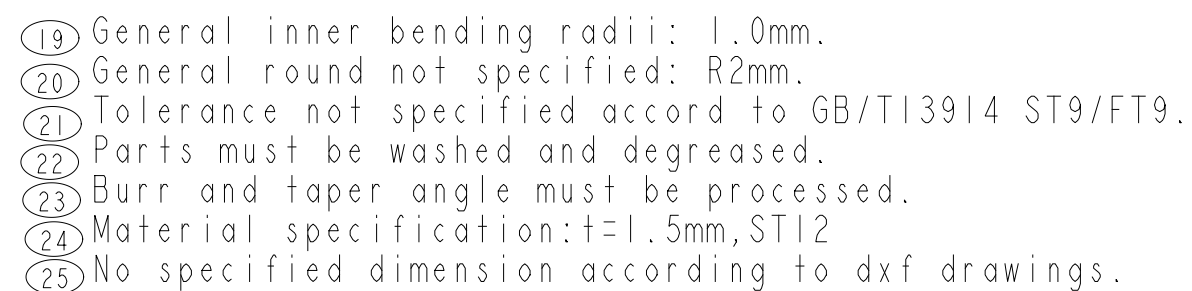 19 General inner bending radii: 1.0mm.
20 General round not specified: R2mm.
21 Tolerance not specified accord to GB/T13914 ST9/FT9.
22 Parts must be washed and degreased.
23 Burr and taper angle must be processed.
24 Material specification:t=1.5mm,ST12
25 No specified dimension according to dxf drawings.